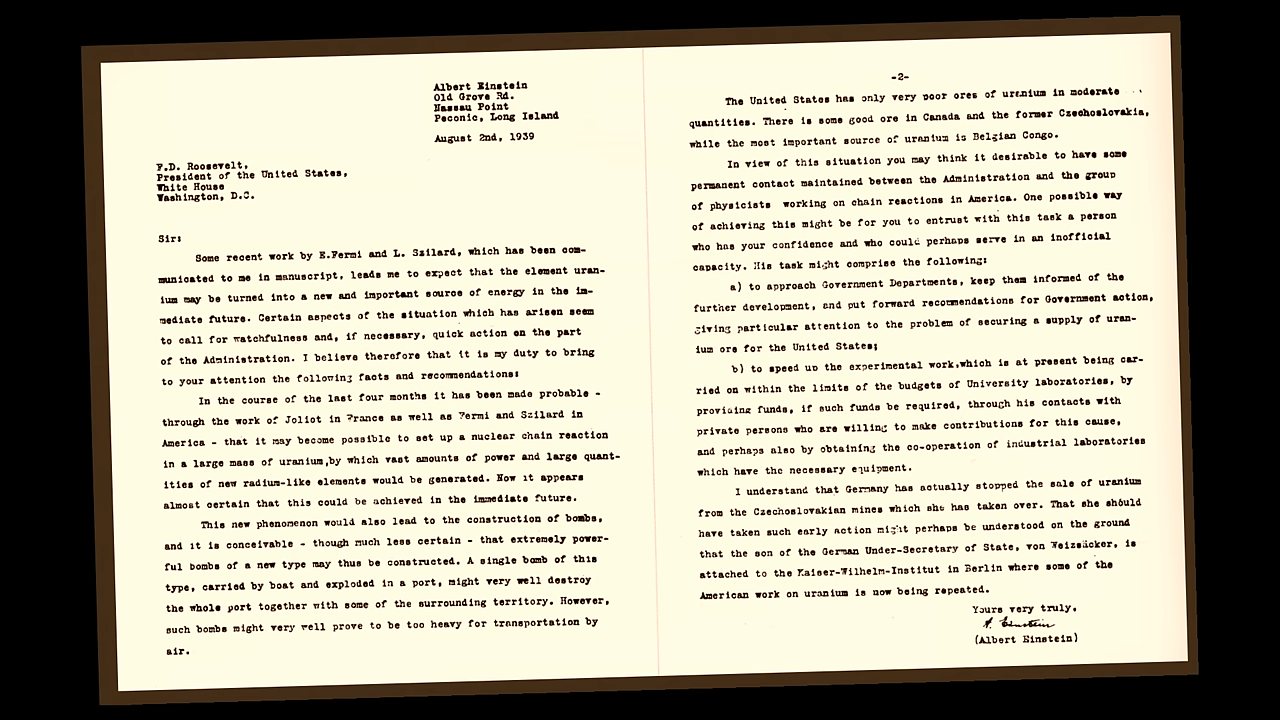 Albert Einstein
Old Grove Rd.
Nassau Point
Peconic, Long Island
August 2nd, 1939
F.D. Roosevelt,
President of the United States,
White House
Washington, D.C.
Sir:
Some recent work by E.Fermi and L. Szilard, which has been com-
municated to me in manuscript, leads me to expect that the element uran-
ium may be turned into a new and important source of energy in the im-
mediate future. Certain aspects of the situation which has arisen seem
to call for watchfulness and, if necessary, quick action on the part
of the Administration. I believe therefore that it is my duty to bring
to your attention the following facts and recommendations:
In the course of the last four months it has been made probable -
through the work of Joliot in France as well as Fermi and Szilard in
America - that it may become possible to set up a nuclear chain reaction
in a large mass of uranium,by which vast amounts of power and large quant-
ities of new radium-like elements would be generated. Now it appears
almost certain that this could be achieved in the immediate future.
This new phenomenon would also lead to the construction of bombs,
and it is conceivable - though much less certain - that extremely power-
ful bombs of a new type may thus be constructed. A single bomb of this
type, carried by boat and exploded in a port, might very well destroy
the whole port together with some of the surrounding territory. However,
such bombs might very well prove to be too heavy for transportation by
air.
-2-
The United States has only very poor ores of uranium in moderate
quantities. There is some good ore in Canada and the former Czechoslovakia,
while the most important source of uranium is Belgian Congo.
In view of this situation you may think it desirable to have some
permanent contact maintained between the Administration and the group
of physicists working on chain reactions in America. One possible way
of achieving this might be for you to entrust with this task a person
who has your confidence and who could perhaps serve in an inofficial
capacity. His task might comprise the following:
a) to approach Government Departments, keep them informed of the
further development, and put forward recommendations for Government action,
giving particular attention to the problem of securing a supply of uran-
ium ore for the United States;
b) to speed up the experimental work,which is at present being car-
ried on within the limits of the budgets of University laboratories, by
providing funds, if such funds be required, through his contacts with
private persons who are willing to make contributions for this cause,
and perhaps also by obtaining the co-operation of industrial laboratories
which have the necessary equipment.
I understand that Germany has actually stopped the sale of uranium
from the Czechoslovakian mines which she has taken over. That she should
have taken such early action might perhaps be understood on the ground
that the son of the German Under-Secretary of State, von Weizsäcker, is
attached to the Kaiser-Wilhelm-Institut in Berlin where some of the
American work on uranium is now being repeated.
Yours very truly,
A. Einstein
(Albert Einstein)